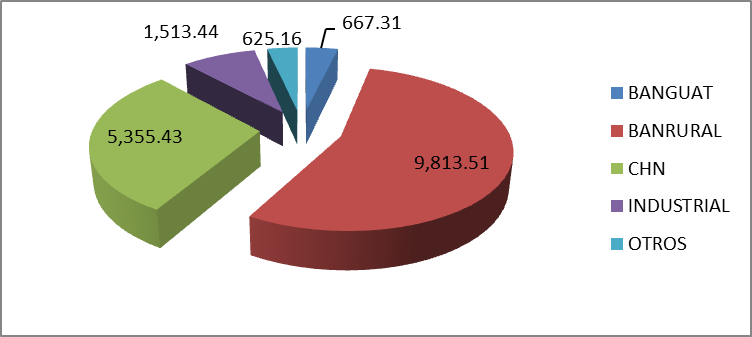 1,513.44
625.16
667.31
5,355.43
9,813.51
BANGUAT
BANRURAL
CHN
INDUSTRIAL
OTROS